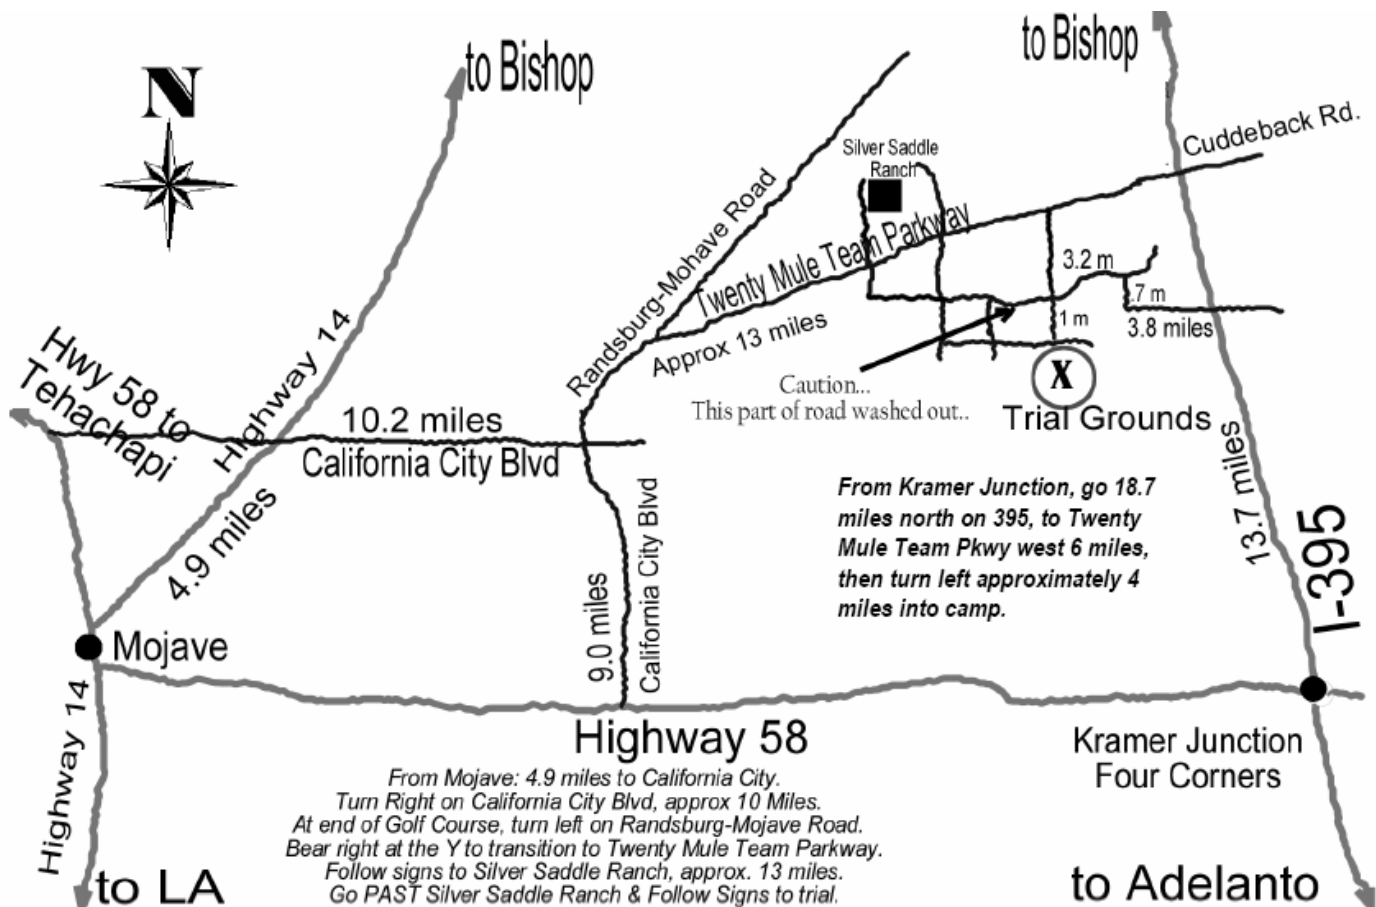 to Bishop
to Bishop
N
Cuddeback Rd.
Silver Saddle
Ranch
Randsburg-Mohave Road
Twenty Mule Team Parkway
3.2 m
.7 m
1 m
3.8 miles
Approx 13 miles
Highway 14
Hwy 58 to
Tehachapi
Caution...
This part of road washed out..
X
Trial Grounds
10.2 miles
California City Blvd
4.9 miles
13.7 miles
I-395
From Kramer Junction, go 18.7
miles north on 395, to Twenty
Mule Team Pkwy west 6 miles,
then turn left approximately 4
miles into camp.
9.0 miles
California City Blvd
Mojave
Highway 14
Highway 58
Kramer Junction
Four Corners
From Mojave: 4.9 miles to California City.
Turn Right on California City Blvd, approx 10 Miles.
At end of Golf Course, turn left on Randsburg-Mojave Road.
Bear right at the Y to transition to Twenty Mule Team Parkway.
Follow signs to Silver Saddle Ranch, approx. 13 miles.
Go PAST Silver Saddle Ranch & Follow Signs to trial.
to LA
to Adelanto